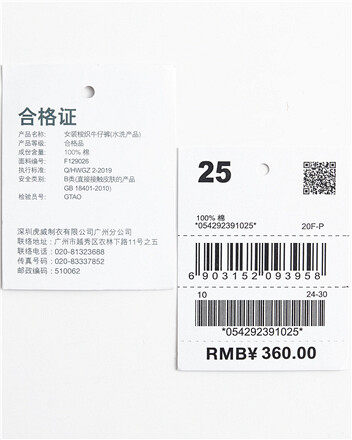 合格证
产品名称: 女装梭织牛仔裤(水洗产品)
产品等级: 合格品
成份含量: 100% 棉
面料编号: F129026
执行标准: Q/HWGZ 2-2019
安全类别: B类(直接接触皮肤的产品
GB 18401-2010)
检验员号: GTAO
深圳虎威制衣有限公司广州分公司
联络地址: 广州市越秀区农林下路11号之五
联络电话: 020-81323688
传真号码: 020-83337852
邮政编码: 510062
25
100% 棉
*054292391025* 20F-P
6903152093958
10 24-30
*054292391025*
RMB¥ 360.00